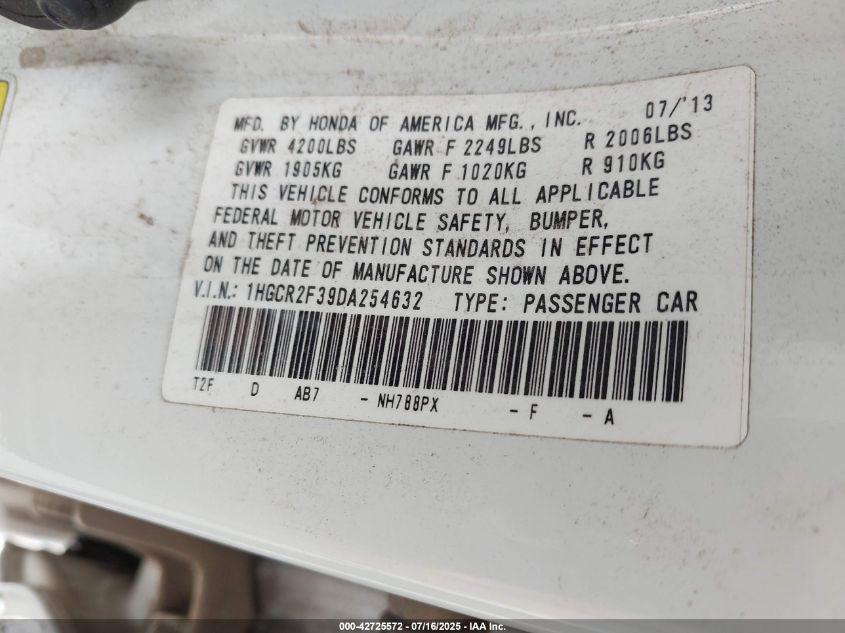 MFD. BY HONDA OF AMERICA MFG., INC. 07/'13
GVWR 4200LBS GAWR F 2249LBS R 2006LBS
GVWR 1905KG GAWR F 1020KG R 910KG
THIS VEHICLE CONFORMS TO ALL APPLICABLE
FEDERAL MOTOR VEHICLE SAFETY, BUMPER,
AND THEFT PREVENTION STANDARDS IN EFFECT
ON THE DATE OF MANUFACTURE SHOWN ABOVE.
V.I.N.: 1HGCR2F39DA254632 TYPE: PASSENGER CAR
T2F D AB7 - NH788PX - F - A
000-42725572 - 07/16/2025 - IAA Inc.